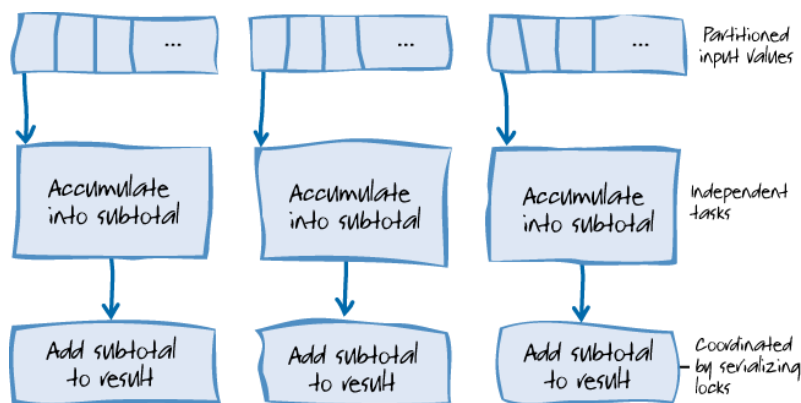 ...
...
...
Partitioned
input values
Accumulate
into subtotal
Accumulate
into subtotal
Accumulate
into subtotal
Independent
tasks
Add subtotal
to result
Add subtotal
to result
Add subtotal
to result
Coordinated
by serializing
locks